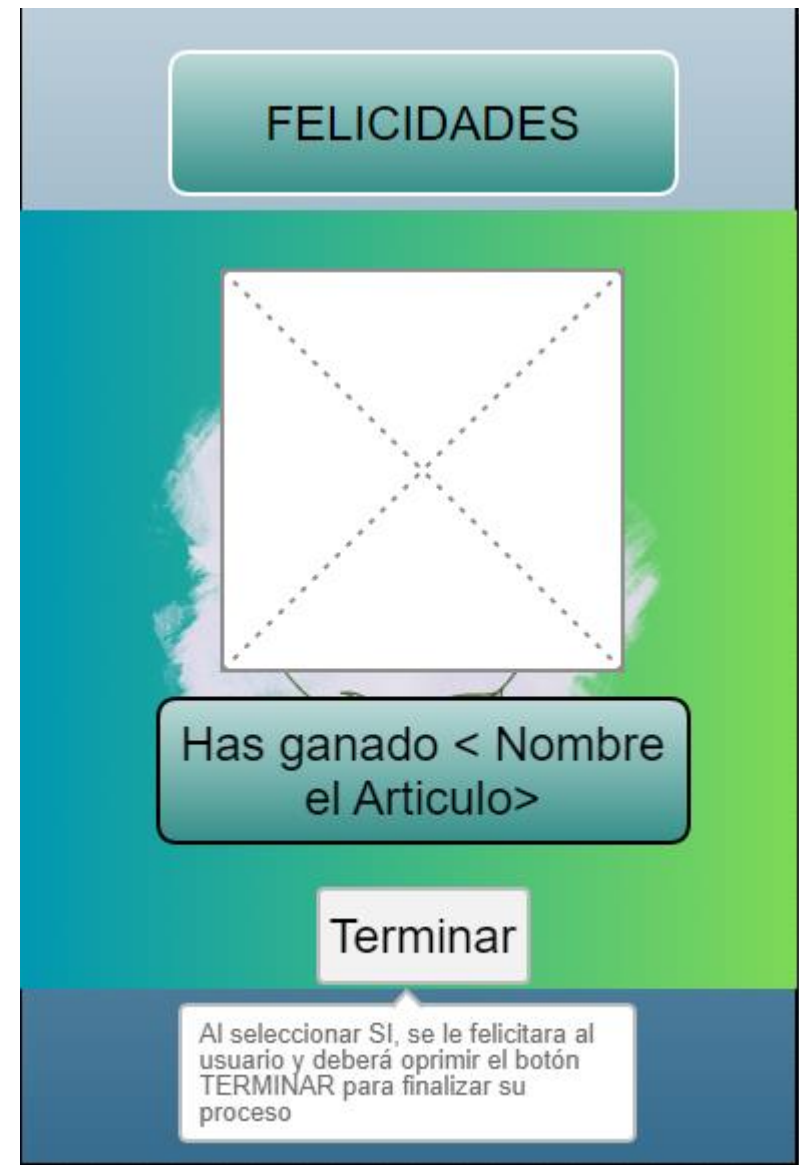 FELICIDADES
Has ganado < Nombre
el Articulo>
Terminar
Al seleccionar SI, se le felicitara al
usuario y deberá oprimir el botón
TERMINAR para finalizar su
proceso